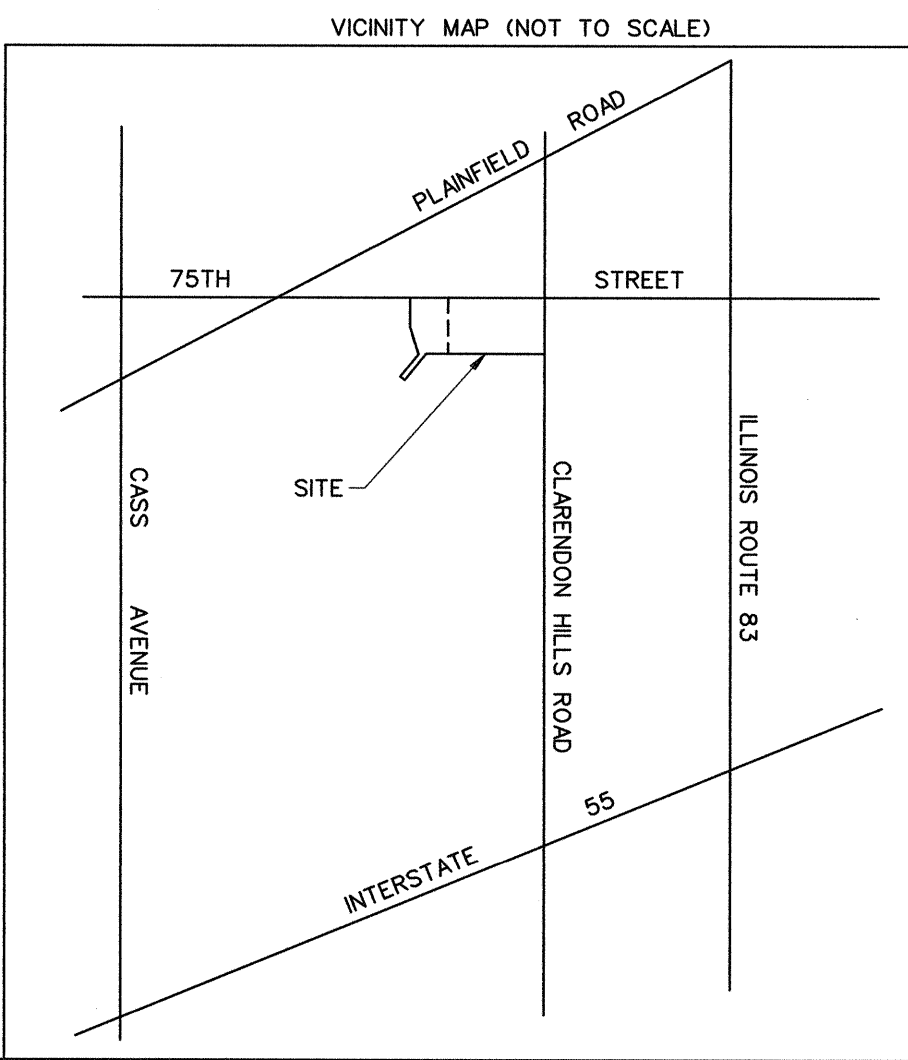 VICINITY MAP (NOT TO SCALE)
PLAINFIELD ROAD
75TH STREET
SITE
CASS AVENUE
CLARENDON HILLS ROAD
ILLINOIS ROUTE 83
INTERSTATE 55